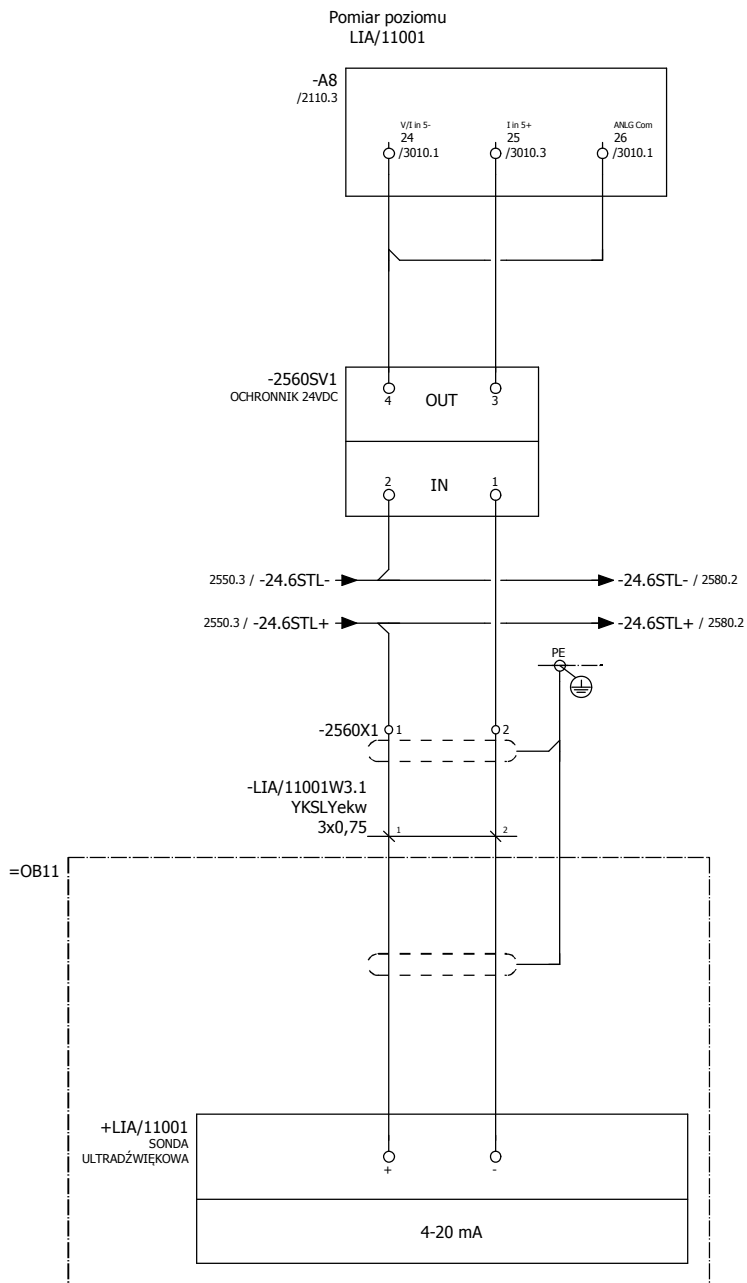 Pomiar poziomu
LIA/11001
-A8
/2110.3
V/I in 5-
24
/3010.1
I in 5+
25
/3010.3
ANLG Com
26
/3010.1
-2560SV1
OCHRONNIK 24VDC
4
OUT
3
2
IN
1
2550.3 / -24.6STL-
-24.6STL- / 2580.2
2550.3 / -24.6STL+
-24.6STL+ / 2580.2
PE
-2560X1
1
2
-LIA/11001W3.1
YKSLYekw
3x0,75
1
2
=OB11
+LIA/11001
SONDA
ULTRADŹWIĘKOWA
+
-
4-20 mA